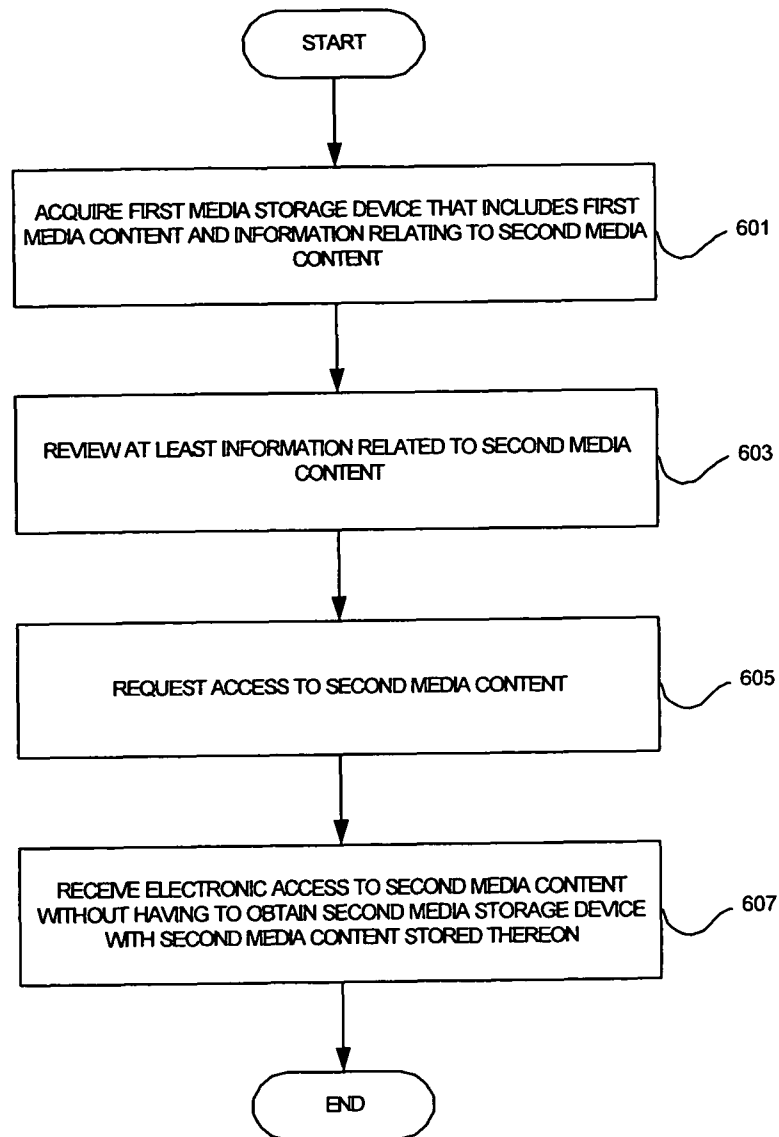 START
ACQUIRE FIRST MEDIA STORAGE DEVICE THAT INCLUDES FIRST
MEDIA CONTENT AND INFORMATION RELATING TO SECOND MEDIA
CONTENT
601
REVIEW AT LEAST INFORMATION RELATED TO SECOND MEDIA
CONTENT
603
REQUEST ACCESS TO SECOND MEDIA CONTENT
605
RECEIVE ELECTRONIC ACCESS TO SECOND MEDIA CONTENT
WITHOUT HAVING TO OBTAIN SECOND MEDIA STORAGE DEVICE
WITH SECOND MEDIA CONTENT STORED THEREON
607
END